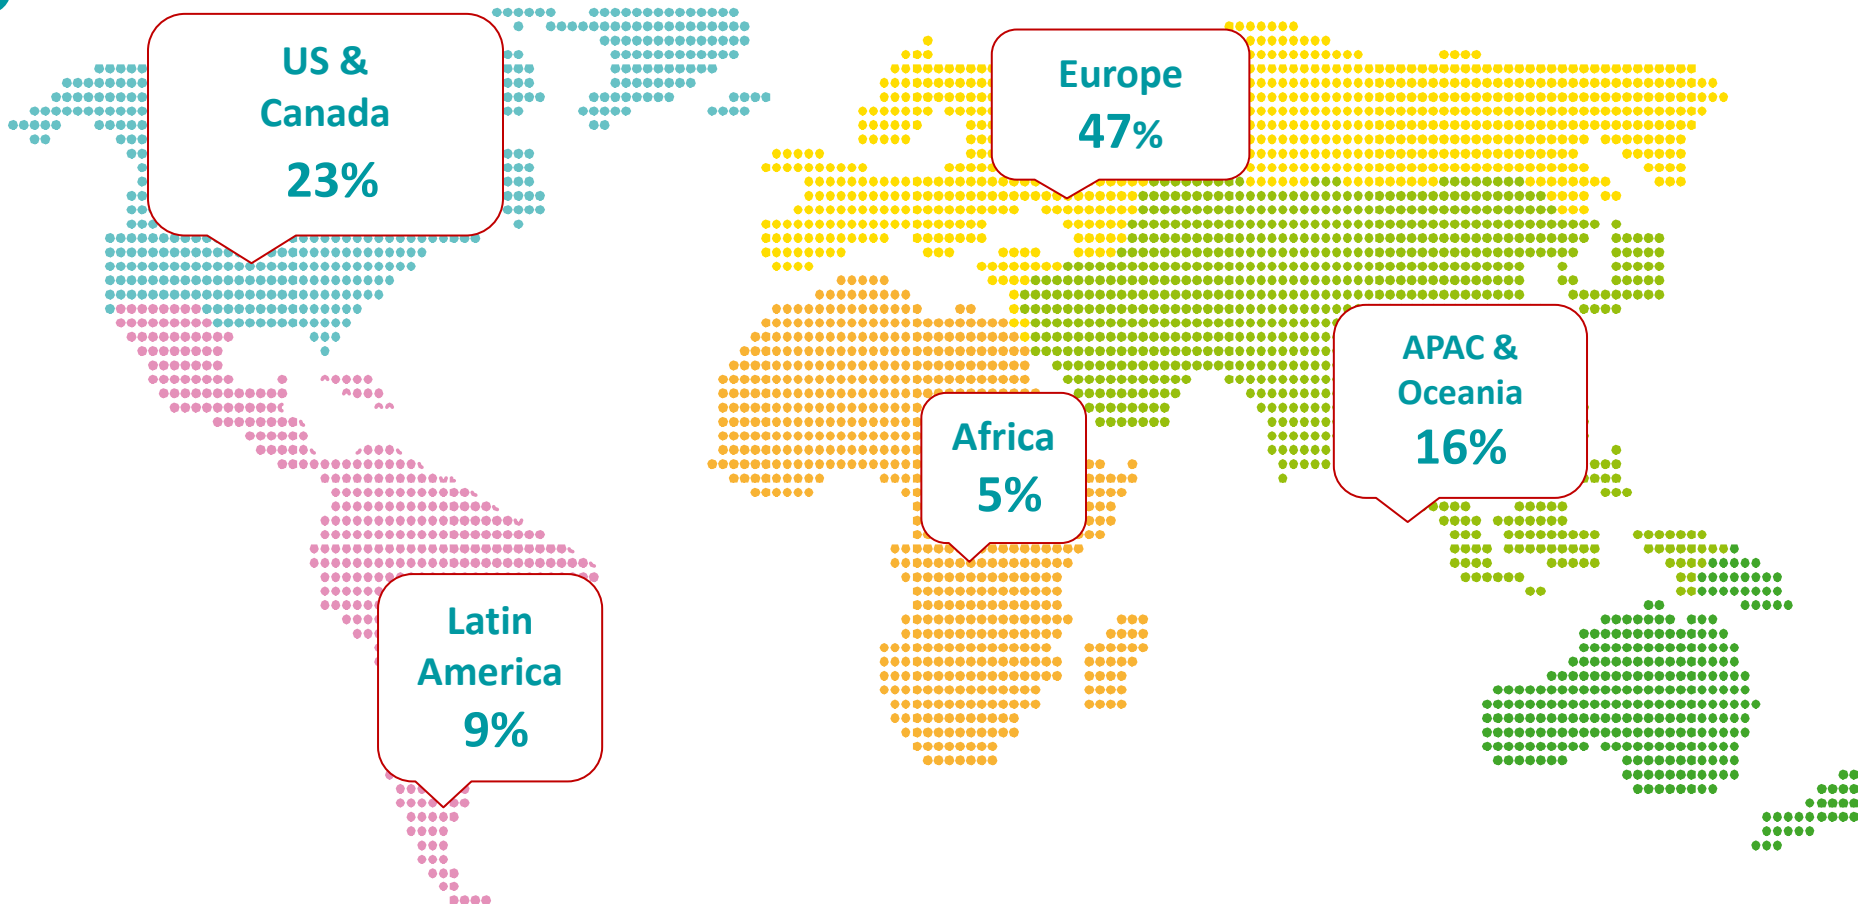 US &
Canada
23%
Europe
47%
APAC &
Oceania
16%
Africa
5%
Latin
America
9%